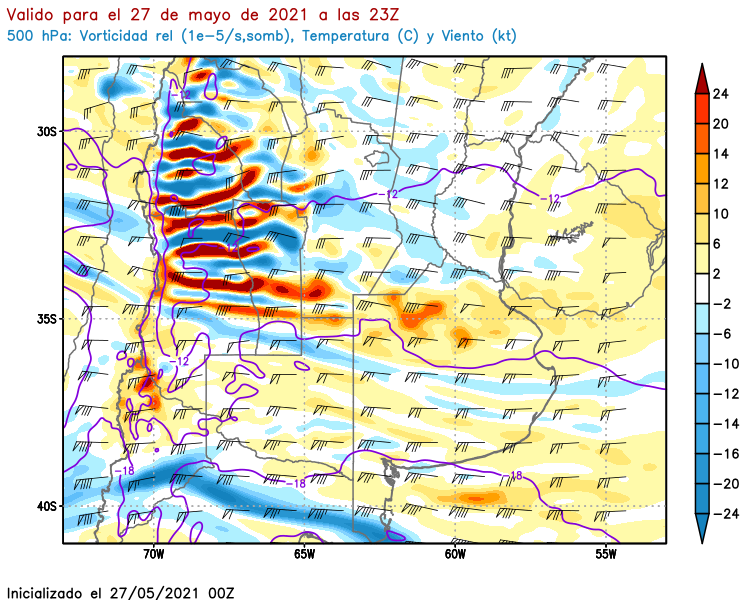 Valido para el 27 de mayo de 2021 a las 23Z
500 hPa: Vorticidad rel (1e-5/s,somb), Temperatura (C) y Viento (kt)
30S
35S
40S
70W
65W
60W
55W
-12
-12
-12
-12
-18
-18
-18
24
20
14
12
10
6
2
-2
-6
-10
-12
-14
-16
-20
-24
Inicializado el 27/05/2021 00Z